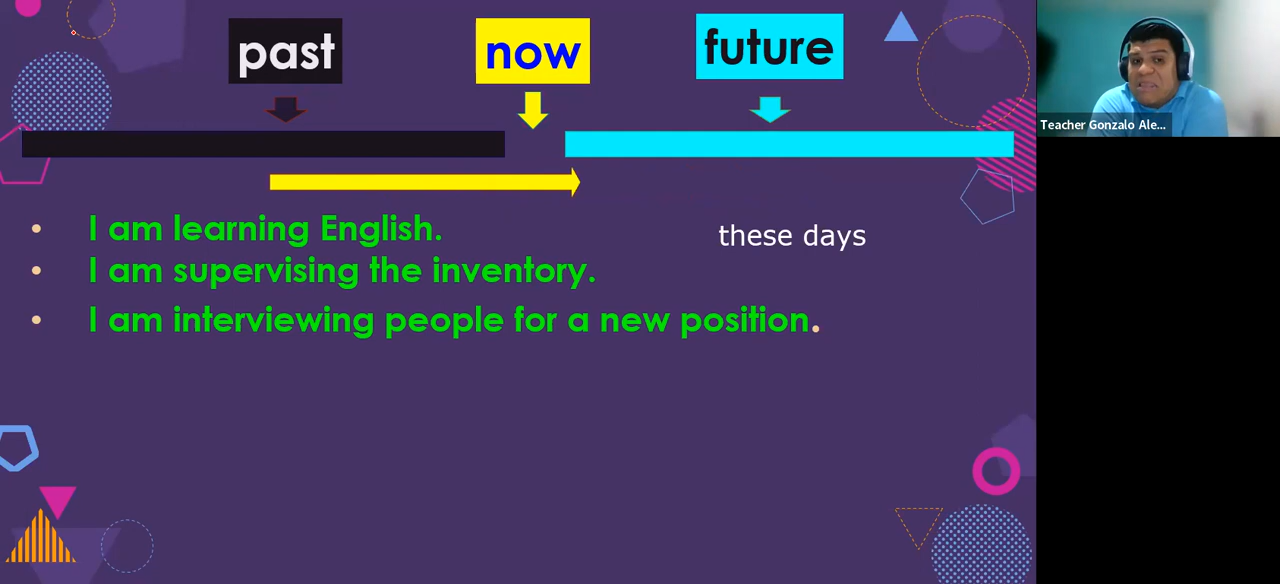 past
now
future
Teacher Gonzalo Ale...
• I am learning English.
these days
• I am supervising the inventory.
• I am interviewing people for a new position.